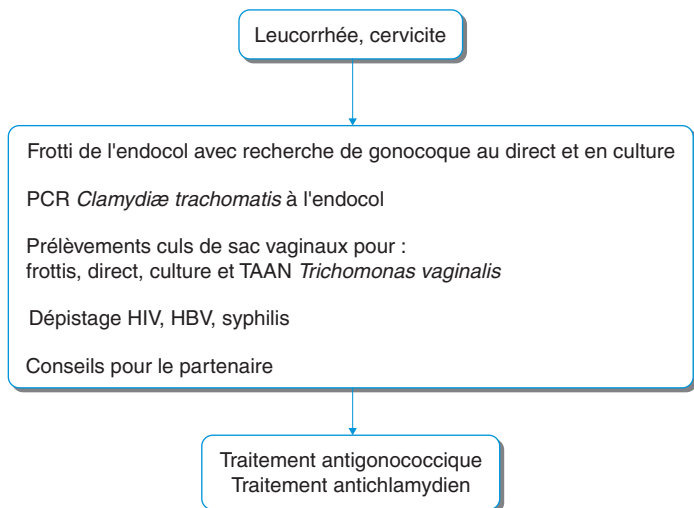 Leucorrhée, cervicite
Frotti de l'endocol avec recherche de gonocoque au direct et en culture
PCR Clamydiæ trachomatis à l'endocol
Prélèvements culs de sac vaginaux pour :
frottis, direct, culture et TAAN Trichomonas vaginalis
Dépistage HIV, HBV, syphilis
Conseils pour le partenaire
Traitement antigonococcique
Traitement antichlamydien